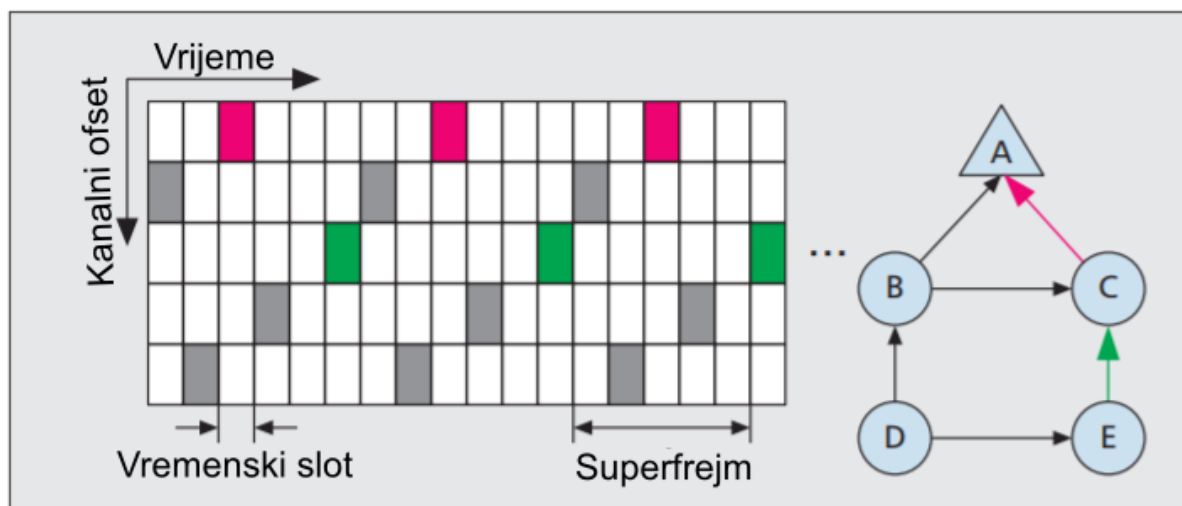 Vrijeme
Kanalni ofset
...
A
B
C
D
E
Vremenski slot
Superfrejm